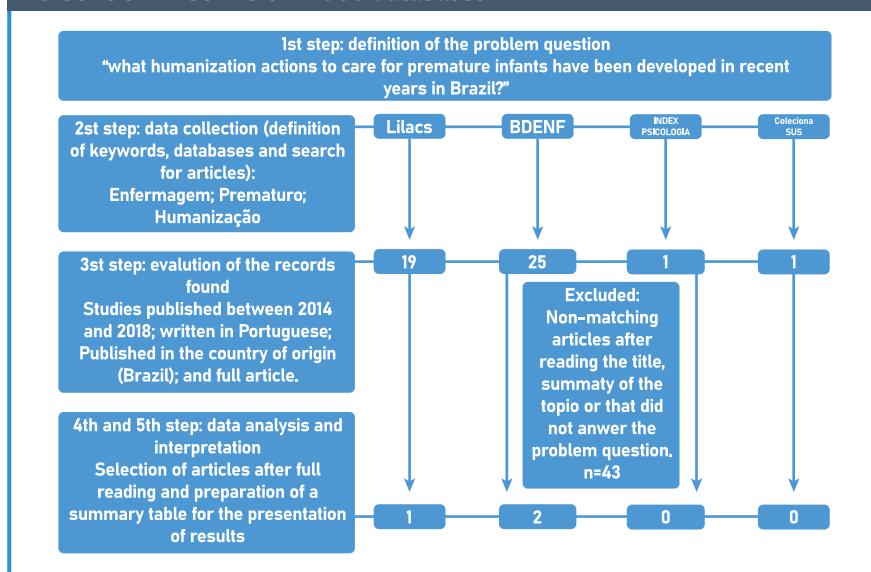 1st step: definition of the problem question
“what humanization actions to care for premature infants have been developed in recent
years in Brazil?”
2st step: data collection (definition
of keywords, databases and search
for articles):
Enfermagem; Prematuro;
Humanização
Lilacs
BDENF
INDEX
PSICOLOGIA
Coleciona
SUS
3st step: evalution of the records
found
Studies published between 2014
and 2018; written in Portuguese;
Published in the country of origin
(Brazil); and full article.
19
25
1
1
Excluded:
Non-matching
articles after
reading the title,
summaty of the
topio or that did
not anwer the
problem question.
n=43
4th and 5th step: data analysis and
interpretation
Selection of articles after full
reading and preparation of a
summary table for the presentation
of results
1
2
0
0